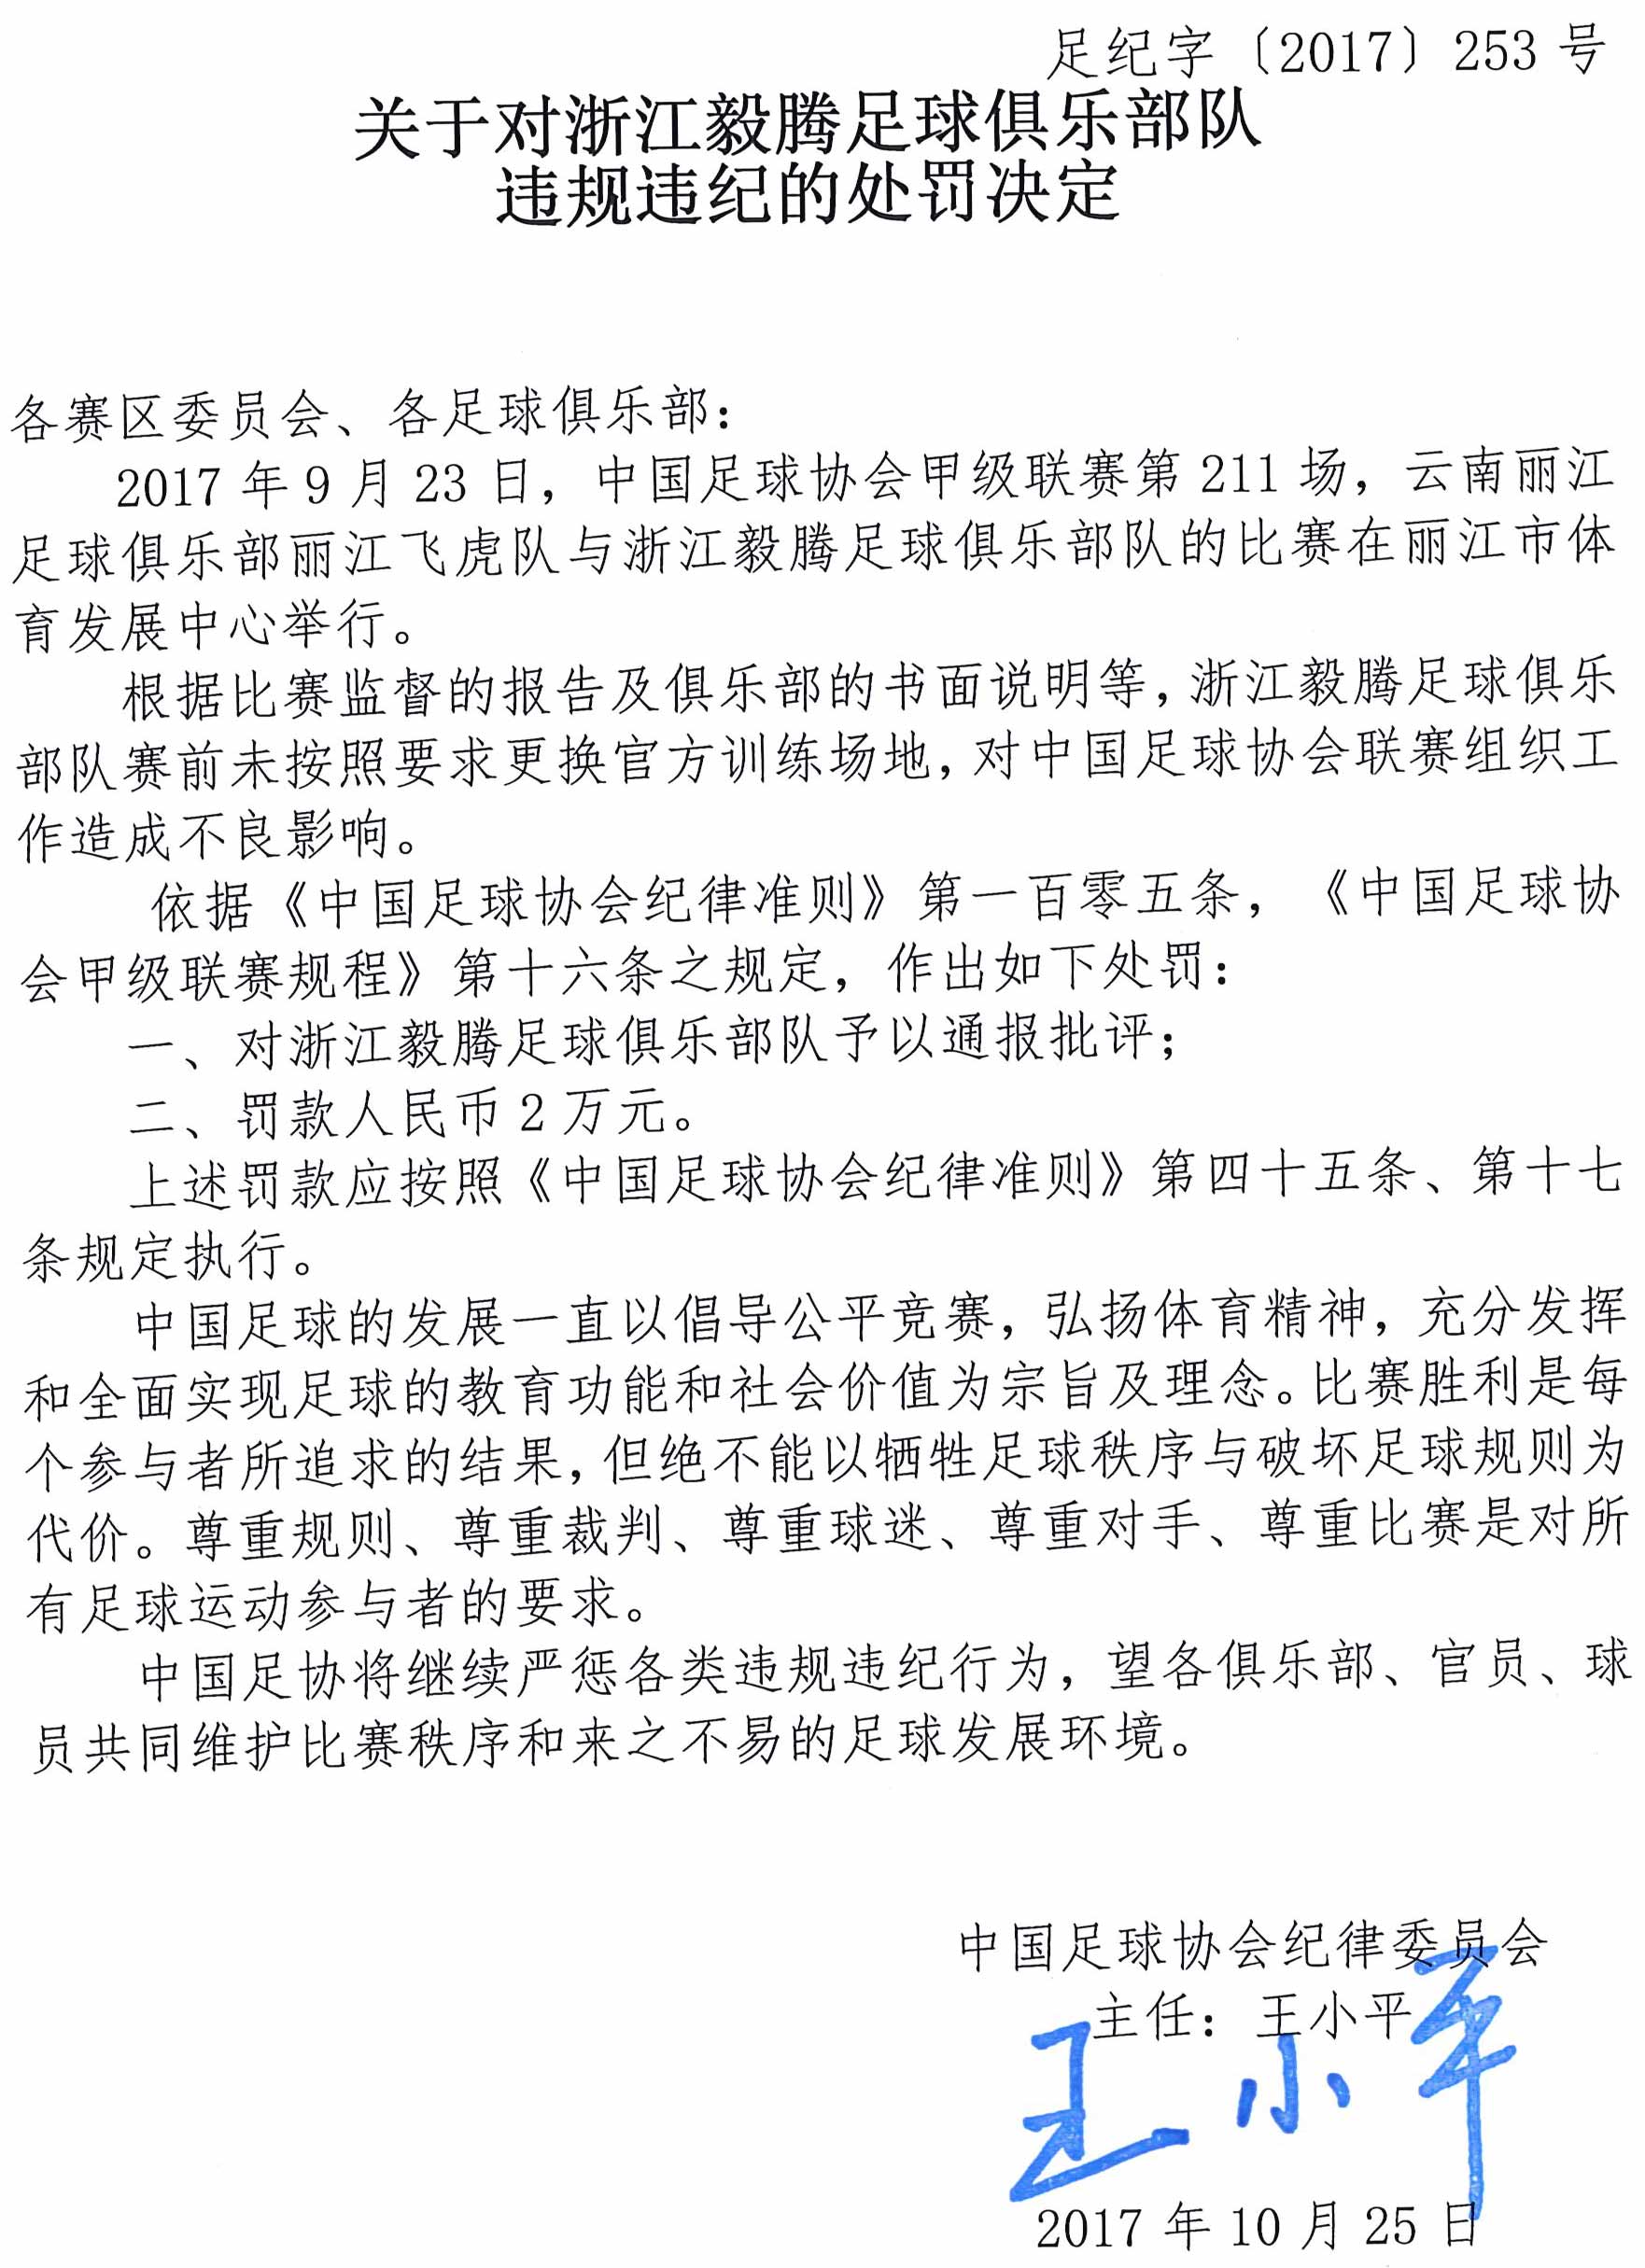 足纪字〔2017〕253 号
关于对浙江毅腾足球俱乐部队
违规违纪的处罚决定
各赛区委员会、各足球俱乐部：
2017 年 9 月 23 日，中国足球协会甲级联赛第 211 场，云南丽江
足球俱乐部丽江飞虎队与浙江毅腾足球俱乐部队的比赛在丽江市体
育发展中心举行。
根据比赛监督的报告及俱乐部的书面说明等，浙江毅腾足球俱乐
部队赛前未按照要求更换官方训练场地，对中国足球协会联赛组织工
作造成不良影响。
依据《中国足球协会纪律准则》第一百零五条，《中国足球协
会甲级联赛规程》第十六条之规定，作出如下处罚：
一、对浙江毅腾足球俱乐部队予以通报批评；
二、罚款人民币 2 万元。
上述罚款应按照《中国足球协会纪律准则》第四十五条、第十七
条规定执行。
中国足球的发展一直以倡导公平竞赛，弘扬体育精神，充分发挥
和全面实现足球的教育功能和社会价值为宗旨及理念。比赛胜利是每
个参与者所追求的结果，但绝不能以牺牲足球秩序与破坏足球规则为
代价。尊重规则、尊重裁判、尊重球迷、尊重对手、尊重比赛是对所
有足球运动参与者的要求。
中国足协将继续严惩各类违规违纪行为，望各俱乐部、官员、球
员共同维护比赛秩序和来之不易的足球发展环境。
中国足球协会纪律委员会
主任：王小平
王小平
2017 年 10 月 25 日